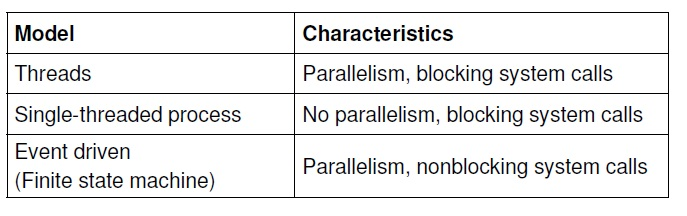 Model Characteristics
Threads Parallelism, blocking system calls
Single-threaded process No parallelism, blocking system calls
Event driven
(Finite state machine) Parallelism, nonblocking system calls